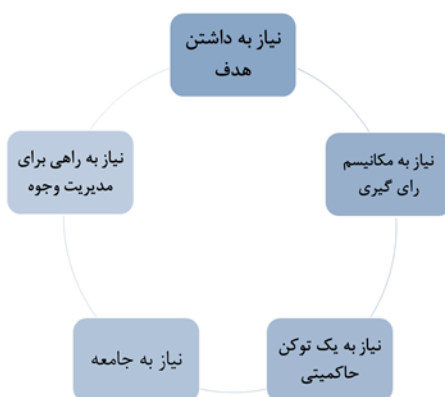 نیاز به داشتن
هدف
نیاز به مکانیسم
رای گیری
نیاز به یک توکن
حاکمیتی
نیاز به جامعه
نیاز به راهی برای
مدیریت وجوه